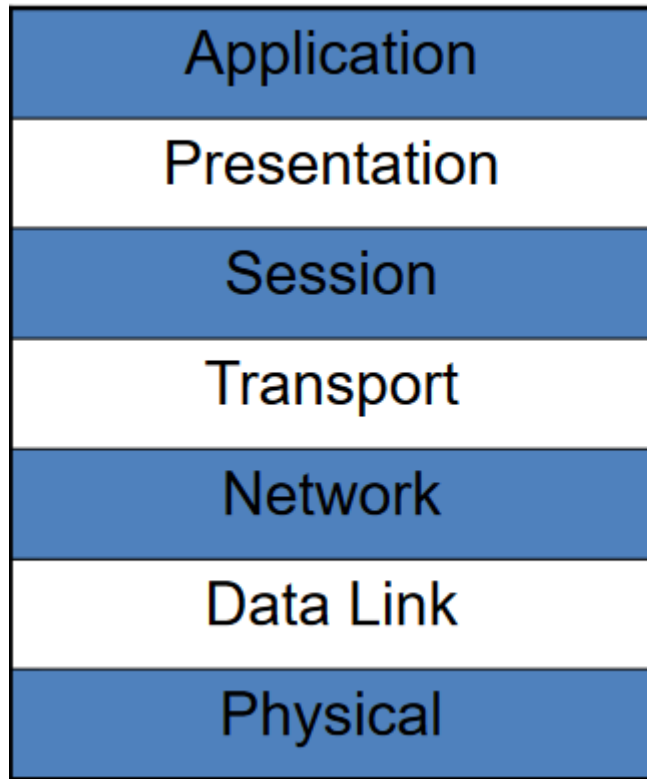 Application
Presentation
Session
Transport
Network
Data Link
Physical